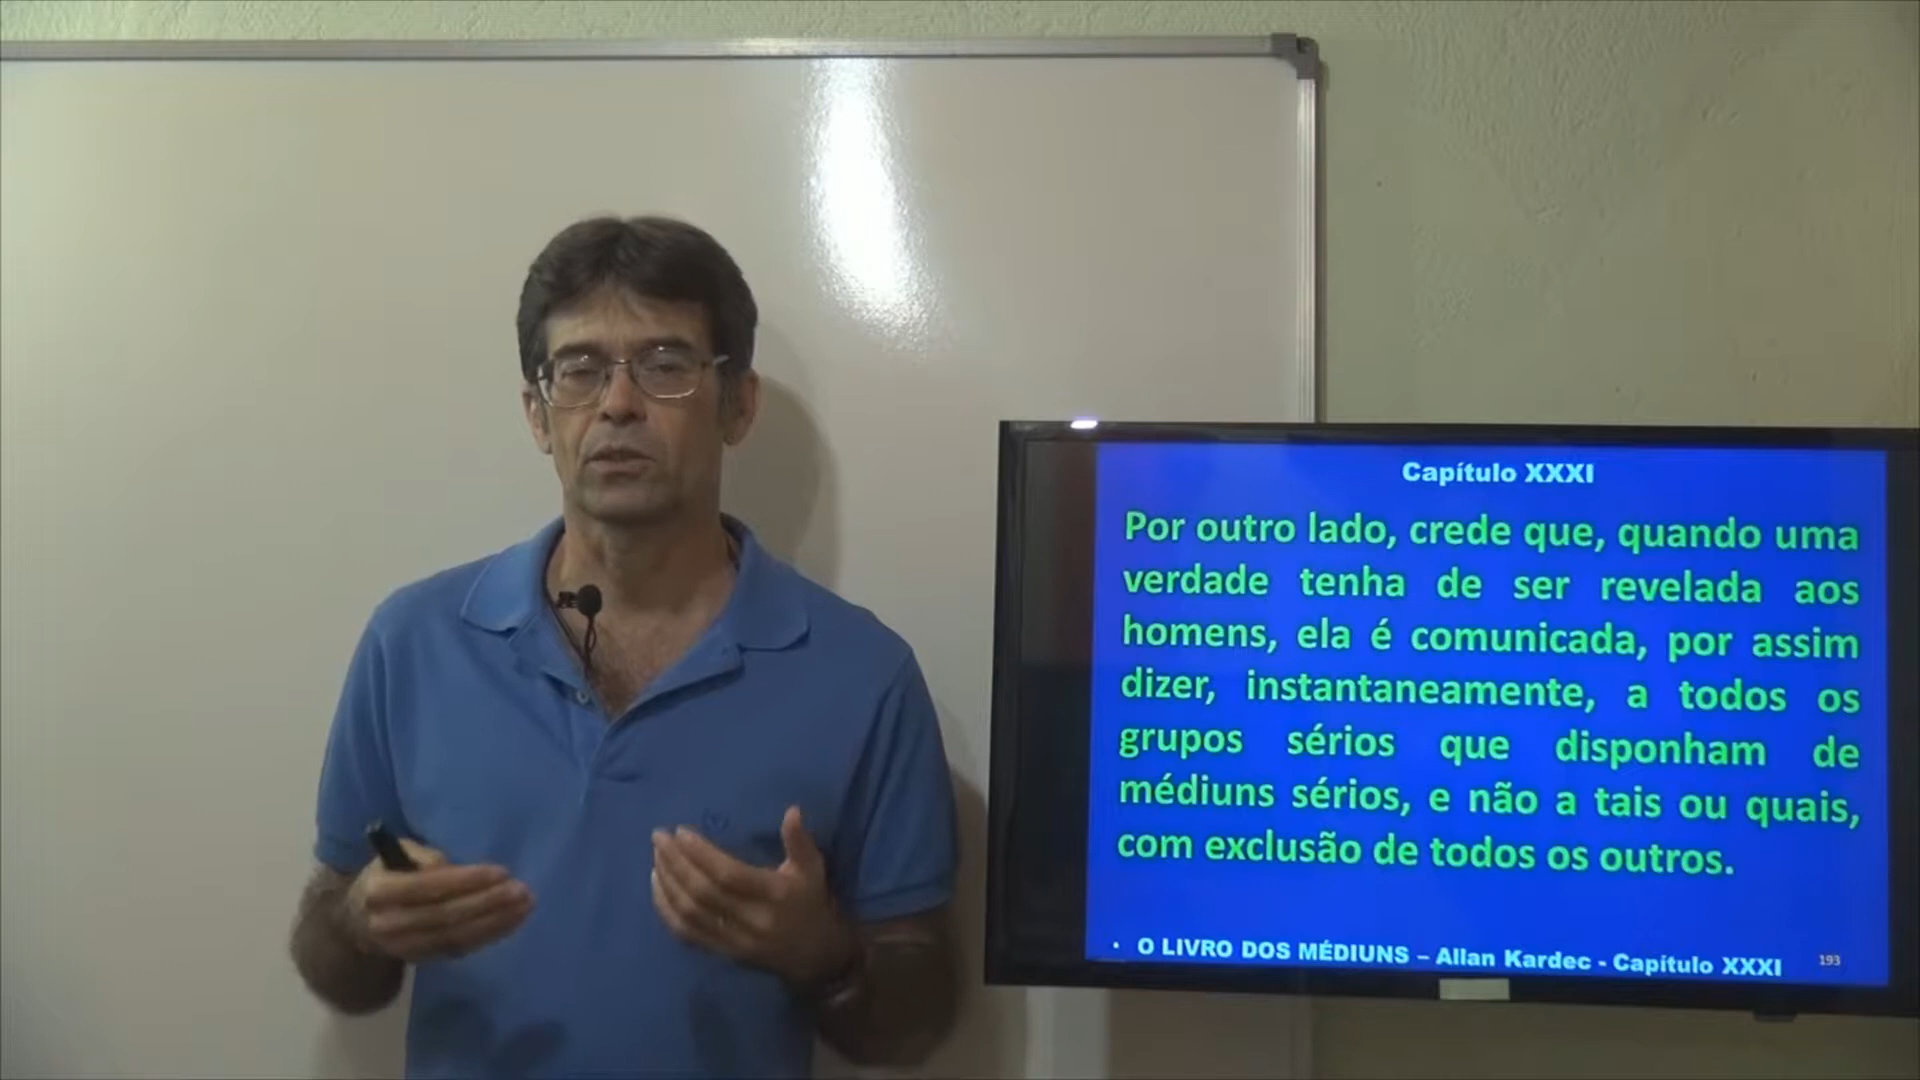 Capítulo XXXI
Por outro lado, crede que, quando uma
verdade tenha de ser revelada aos
homens, ela é comunicada, por assim
dizer, instantaneamente, a todos os
grupos sérios que disponham de
médiuns sérios, e não a tais ou quais,
com exclusão de todos os outros.
• O LIVRO DOS MÉDIUNS – Allan Kardec - Capítulo XXXI
193